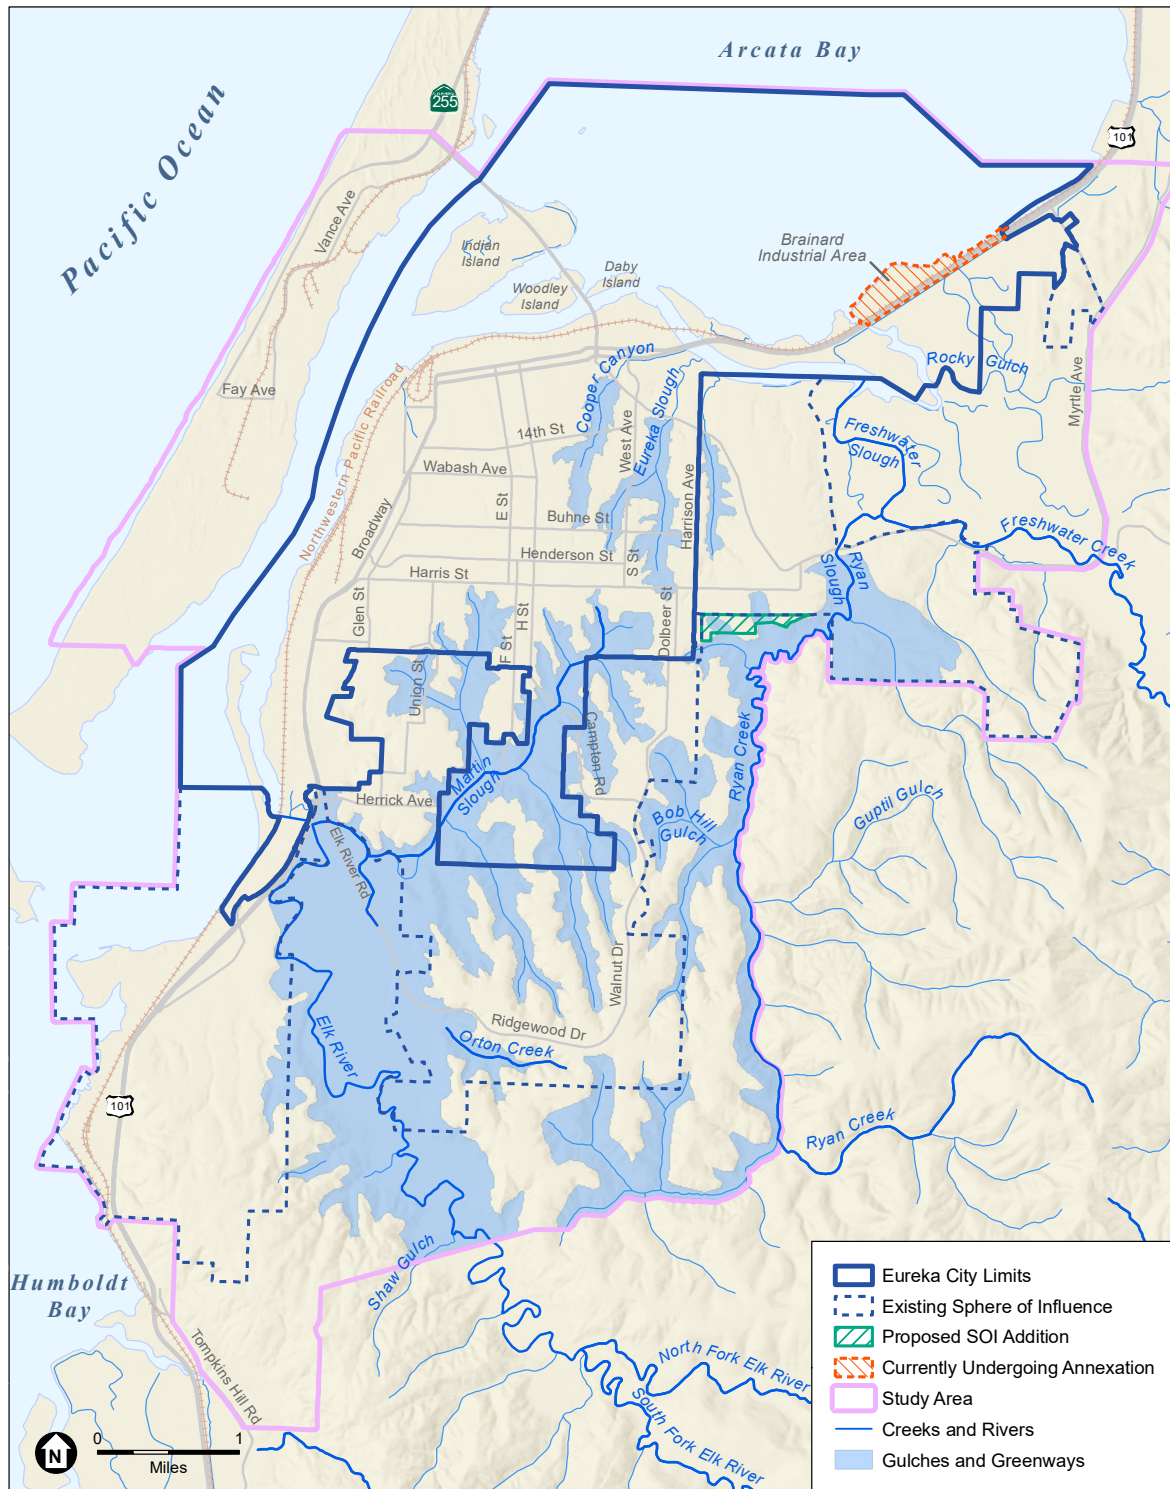 Arcata Bay
Pacific Ocean
255
101
Vance Ave
Indian
Island
Woodley
Island
Daby
Island
Brainard
Industrial Area
Fay Ave
Northwestern Pacific Railroad
Cooper Canyon
Eureka Slough
Rocky Gulch
Myrtle Ave
14th St
West Ave
Wabash Ave
E St
Broadway
Buhne St
Harrison Ave
Freshwater
Slough
Freshwater Creek
Henderson St
S St
Harris St
Ryan
Slough
Glen St
H St
F St
Dolbeer St
Union St
Campton Rd
Ryan Creek
Martin
Slough
Herrick Ave
Bob Hill
Gulch
Guptil Gulch
Elk River Rd
Walnut Dr
Ridgewood Dr
Orton Creek
Elk River
101
Ryan Creek
Shaw Gulch
Humboldt
Bay
Tompkins Hill Rd
North Fork Elk River
South Fork Elk River
N
0 1
Miles
Eureka City Limits
Existing Sphere of Influence
Proposed SOI Addition
Currently Undergoing Annexation
Study Area
Creeks and Rivers
Gulches and Greenways